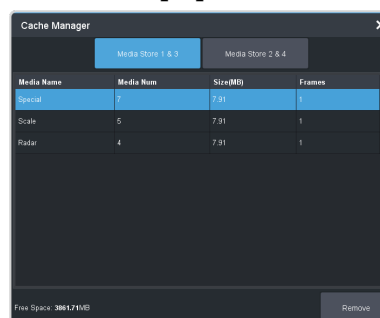 Cache Manager
Media Store 1 & 3 Media Store 2 & 4
Media Name Media Num Size(MB) Frames
Special 7 7.91 1
Scale 5 7.91 1
Radar 4 7.91 1
Free Space: 3861.71MB Remove